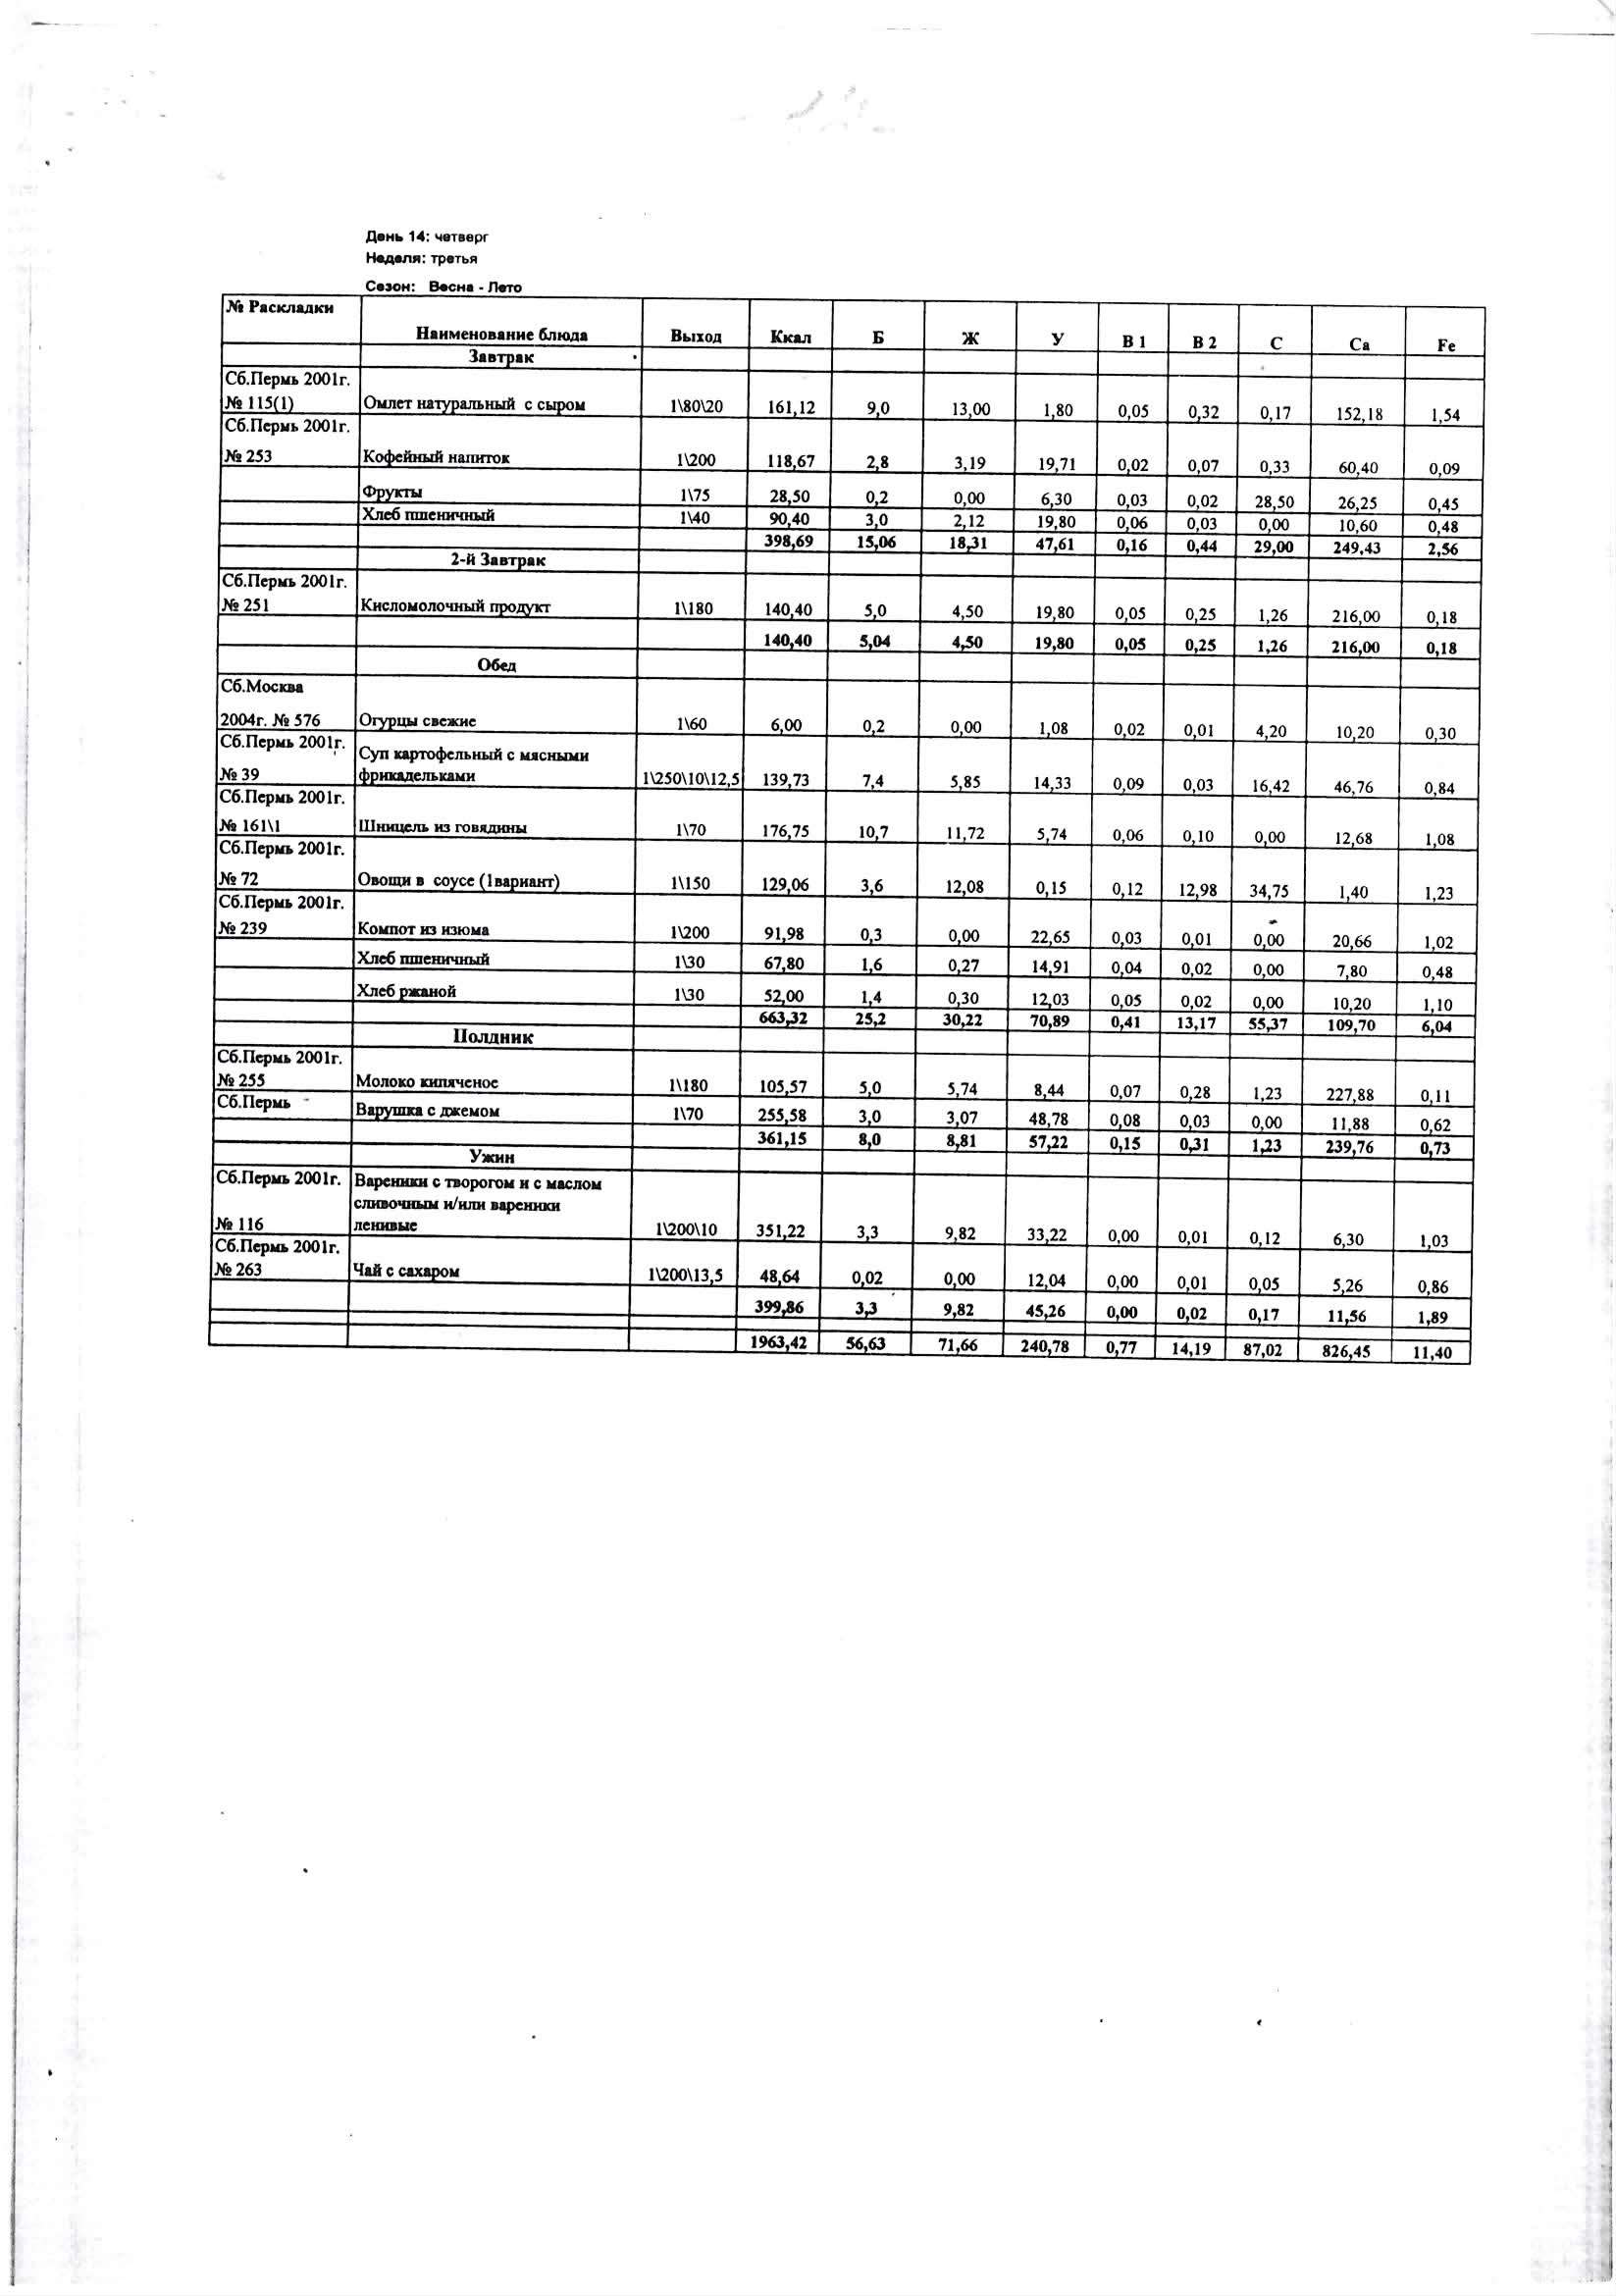 День 14: четверг
Неделя: третья
Сезон: Весна - Лето
№ Раскладки Наименование блюда Выход Ккал Б Ж У В 1 В 2 С Са Fe
Завтрак
Сб.Пермь 2001г.
№ 115(1) Омлет натуральный с сыром 1\80\20 161,12 9,0 13,00 1,80 0,05 0,32 0,17 152,18 1,54
Сб.Пермь 2001г.
№ 253 Кофейный напиток 1\200 118,67 2,8 3,19 19,71 0,02 0,07 0,33 60,40 0,09
Фрукты 1\75 28,50 0,2 0,00 6,30 0,03 0,02 28,50 26,25 0,45
Хлеб пшеничный 1\40 90,40 3,0 2,12 19,80 0,06 0,03 0,00 10,60 0,48
398,69 15,06 18,31 47,61 0,16 0,44 29,00 249,43 2,56
2-й Завтрак
Сб.Пермь 2001г.
№ 251 Кисломолочный продукт 1\180 140,40 5,0 4,50 19,80 0,05 0,25 1,26 216,00 0,18
140,40 5,04 4,50 19,80 0,05 0,25 1,26 216,00 0,18
Обед
Сб.Москва
2004г. № 576 Огурцы свежие 1\60 6,00 0,2 0,00 1,08 0,02 0,01 4,20 10,20 0,30
Сб.Пермь 2001г. Суп картофельный с мясными
№ 39 фрикадельками 1\250\10\12,5 139,73 7,4 5,85 14,33 0,09 0,03 16,42 46,76 0,84
Сб.Пермь 2001г.
№ 161\1 Шницель из говядины 1\70 176,75 10,7 11,72 5,74 0,06 0,10 0,00 12,68 1,08
Сб.Пермь 2001г.
№ 72 Овощи в соусе (1вариант) 1\150 129,06 3,6 12,08 0,15 0,12 12,98 34,75 1,40 1,23
Сб.Пермь 2001г.
№ 239 Компот из изюма 1\200 91,98 0,3 0,00 22,65 0,03 0,01 0,00 20,66 1,02
Хлеб пшеничный 1\30 67,80 1,6 0,27 14,91 0,04 0,02 0,00 7,80 0,48
Хлеб ржаной 1\30 52,00 1,4 0,30 12,03 0,05 0,02 0,00 10,20 1,10
663,32 25,2 30,22 70,89 0,41 13,17 55,37 109,70 6,04
Полдник
Сб.Пермь 2001г.
№ 255 Молоко кипяченое 1\180 105,57 5,0 5,74 8,44 0,07 0,28 1,23 227,88 0,11
Сб.Пермь Варушка с джемом 1\70 255,58 3,0 3,07 48,78 0,08 0,03 0,00 11,88 0,62
361,15 8,0 8,81 57,22 0,15 0,31 1,23 239,76 0,73
Ужин
Сб.Пермь 2001г. Вареники с творогом и с маслом
сливочным и/или вареники
№ 116 ленивые 1\200\10 351,22 3,3 9,82 33,22 0,00 0,01 0,12 6,30 1,03
Сб.Пермь 2001г.
№ 263 Чай с сахаром 1\200\13,5 48,64 0,02 0,00 12,04 0,00 0,01 0,05 5,26 0,86
399,86 3,3 9,82 45,26 0,00 0,02 0,17 11,56 1,89
1963,42 56,63 71,66 240,78 0,77 14,19 87,02 826,45 11,40